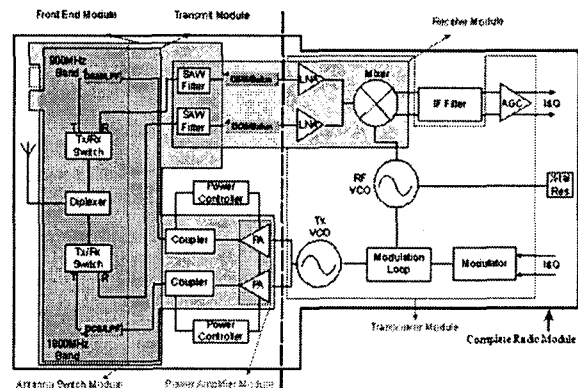 Front End Module
Transmit Module
Receive Module
900MHz
Band
SAW
Filter
LNA
Mixer
IF Filter
AGC
I&Q
SAW
Filter
LNA
T
R
Tx/Rx
Switch
Power
Controller
RF
VCO
Xtal
Res.
Diplexer
Tx
VCO
Coupler
PA
Tx/Rx
Switch
Modulation
Loop
Modulator
I&Q
Coupler
PA
T
R
Power
Controller
1800MHz
Band
Transceiver Module
Complete Radio Module
Antenna Switch Module
Power Amplifier Module